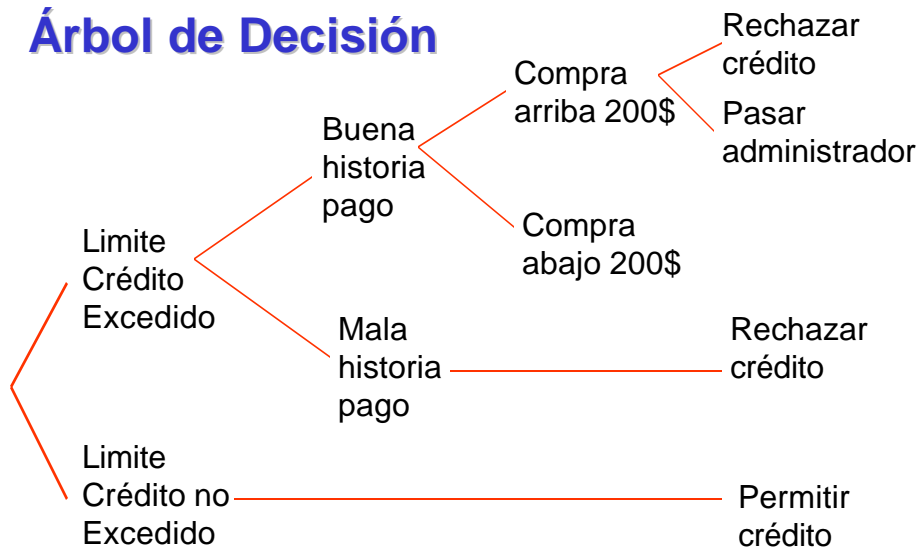 Árbol de Decisión
Rechazar
crédito
Compra
arriba 200$
Pasar
administrador
Buena
historia
pago
Compra
abajo 200$
Limite
Crédito
Excedido
Mala
historia
pago
Rechazar
crédito
Limite
Crédito no
Excedido
Permitir
crédito